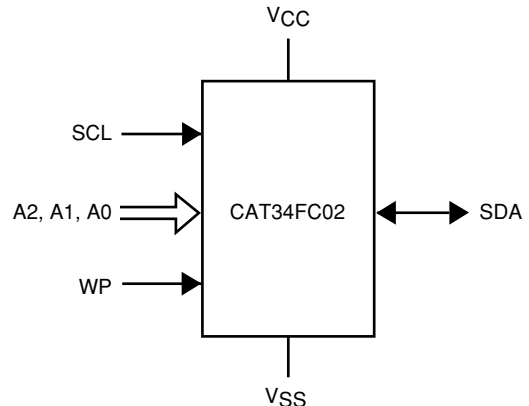 VCC
SCL
A2, A1, A0
CAT34FC02
SDA
WP
VSS